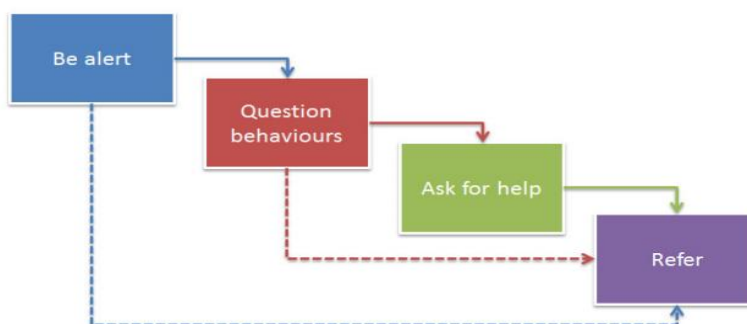 Be alert
Question
behaviours
Ask for help
Refer